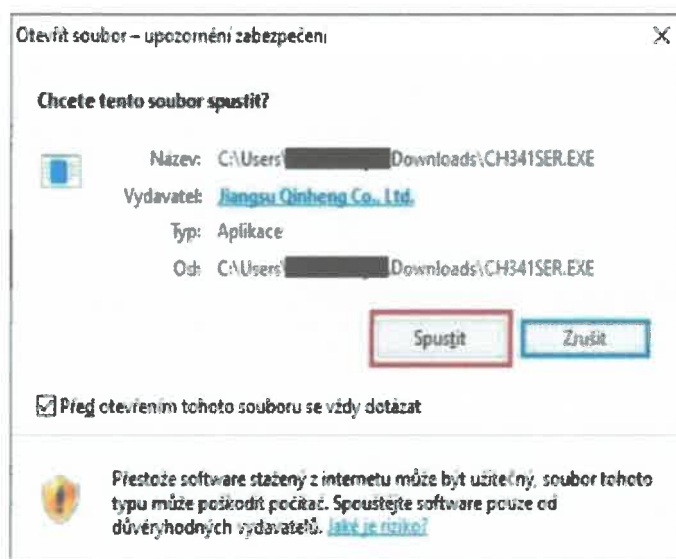 Otevřít soubor – upozornění zabezpečení
Chcete tento soubor spustit?
Název: C:\Users\ Downloads\CH341SER.EXE
Vydavatel: Jiangsu Qinheng Co., Ltd.
Typ: Aplikace
Od: C:\Users\ Downloads\CH341SER.EXE
Spustit Zrušit
Před otevřením tohoto souboru se vždy dotázat
Přestože software stažený z internetu může být užitečný, soubor tohoto
typu může poškodit počítač. Spouštějte software pouze od
důvěryhodných vydavatelů. Jaké je riziko?